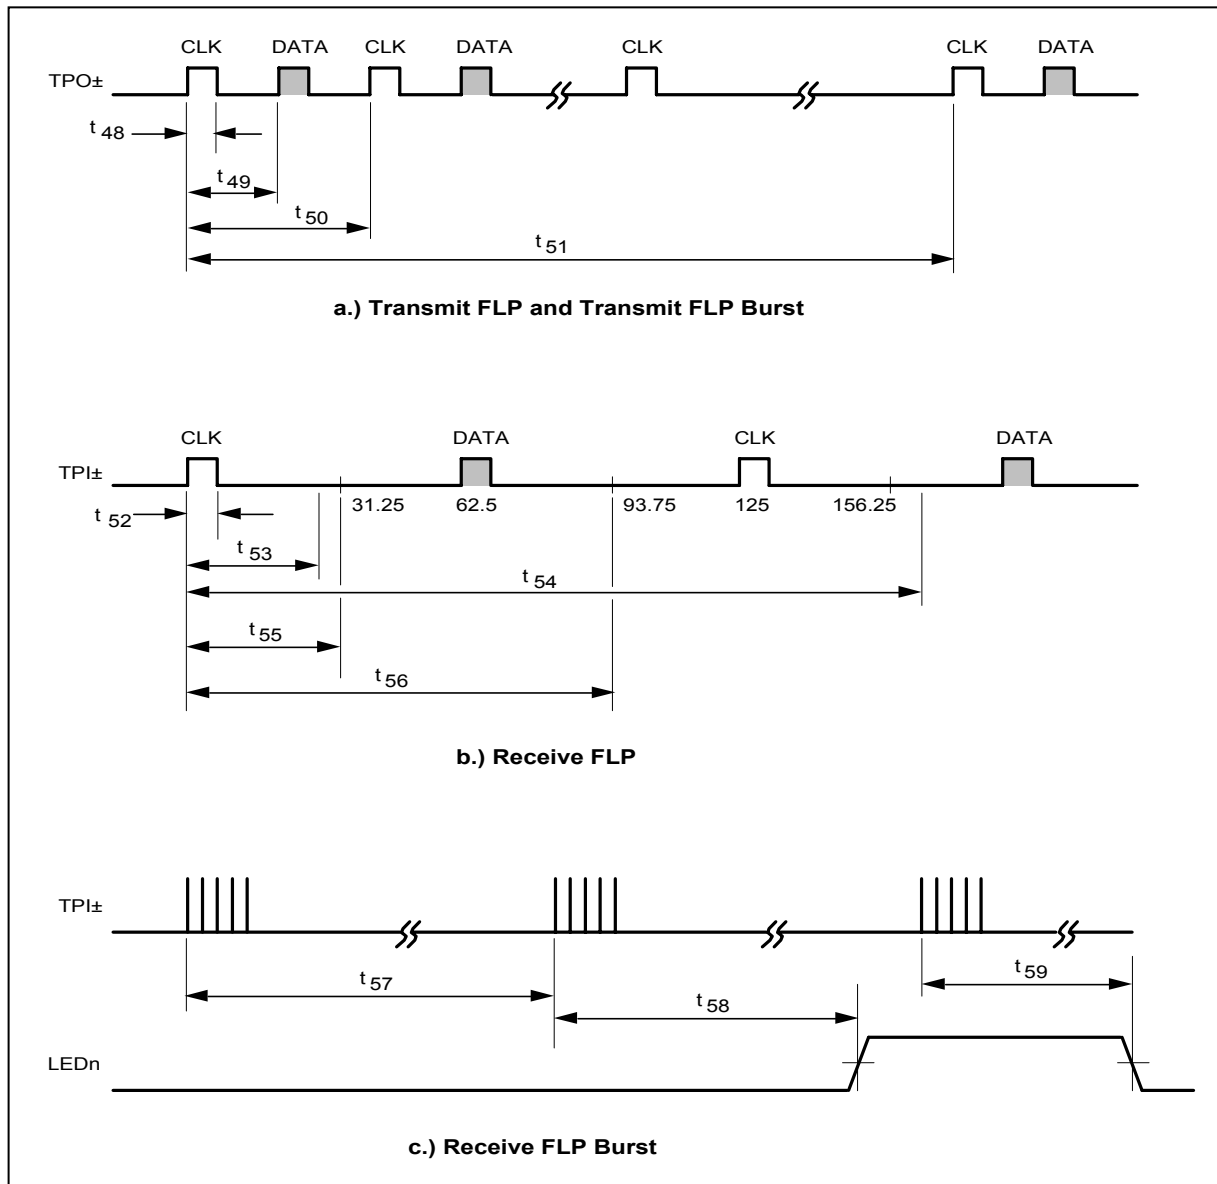 CLK DATA CLK DATA CLK CLK DATA
TPO±
t 48
t 49
t 50
t 51
a.) Transmit FLP and Transmit FLP Burst
CLK DATA CLK DATA
TPI±
31.25 62.5 93.75 125 156.25
t 52
t 53
t 54
t 55
t 56
b.) Receive FLP
TPI±
t 57
t 59
t 58
LEDn
c.) Receive FLP Burst